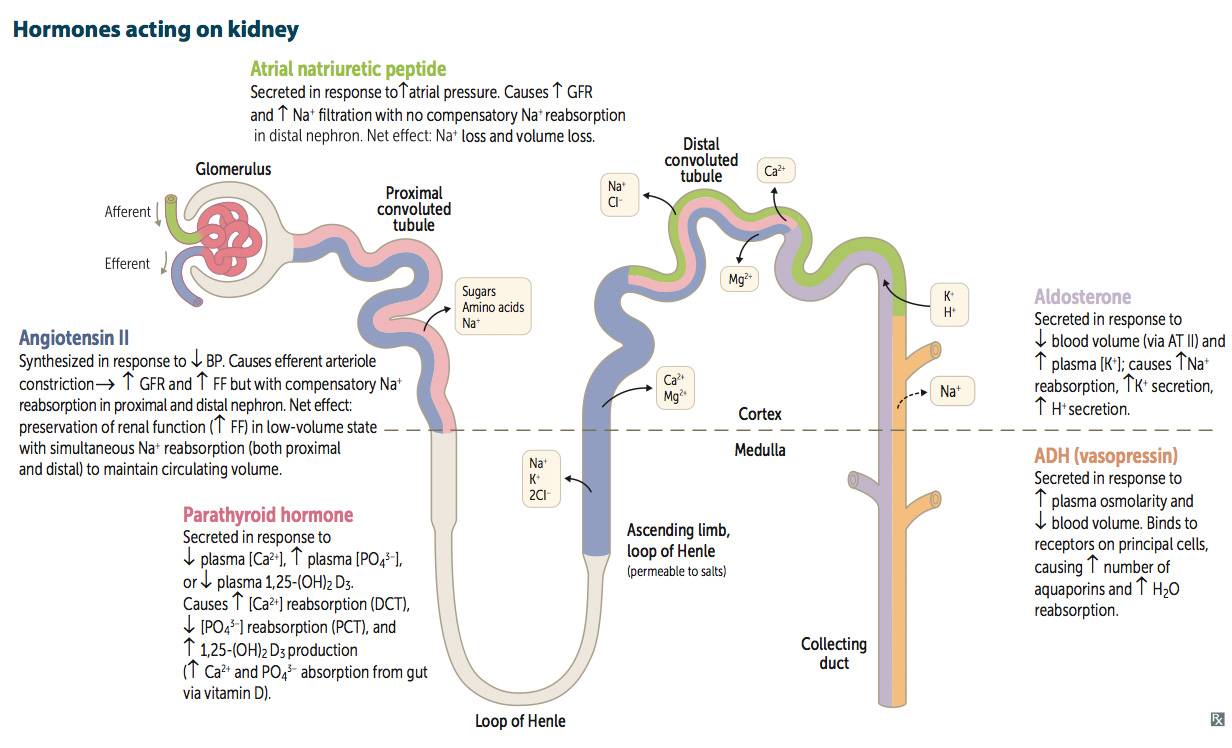 Hormones acting on kidney
Atrial natriuretic peptide
Secreted in response to ↑ atrial pressure. Causes ↑ GFR
and ↑ Na⁺ filtration with no compensatory Na⁺ reabsorption
in distal nephron. Net effect: Na⁺ loss and volume loss.
Glomerulus
Afferent
Efferent
Proximal
convoluted
tubule
Sugars
Amino acids
Na⁺
Distal
convoluted
tubule
Na⁺
Cl⁻
Ca²⁺
Mg²⁺
K⁺
H⁺
Na⁺
Ca²⁺
Mg²⁺
Cortex
Medulla
Na⁺
K⁺
2Cl⁻
Ascending limb,
loop of Henle
(permeable to salts)
Collecting
duct
Loop of Henle
Angiotensin II
Synthesized in response to ↓ BP. Causes efferent arteriole
constriction → ↑ GFR and ↑ FF but with compensatory Na⁺
reabsorption in proximal and distal nephron. Net effect:
preservation of renal function (↑ FF) in low-volume state
with simultaneous Na⁺ reabsorption (both proximal
and distal) to maintain circulating volume.
Parathyroid hormone
Secreted in response to
↓ plasma [Ca²⁺], ↑ plasma [PO₄³⁻],
or ↓ plasma 1,25-(OH)₂ D₃.
Causes ↑ [Ca²⁺] reabsorption (DCT),
↓ [PO₄³⁻] reabsorption (PCT), and
↑ 1,25-(OH)₂ D₃ production
(↑ Ca²⁺ and PO₄³⁻ absorption from gut
via vitamin D).
Aldosterone
Secreted in response to
↓ blood volume (via AT II) and
↑ plasma [K⁺]; causes ↑ Na⁺
reabsorption, ↑ K⁺ secretion,
↑ H⁺ secretion.
ADH (vasopressin)
Secreted in response to
↑ plasma osmolarity and
↓ blood volume. Binds to
receptors on principal cells,
causing ↑ number of
aquaporins and ↑ H₂O
reabsorption.
Rx